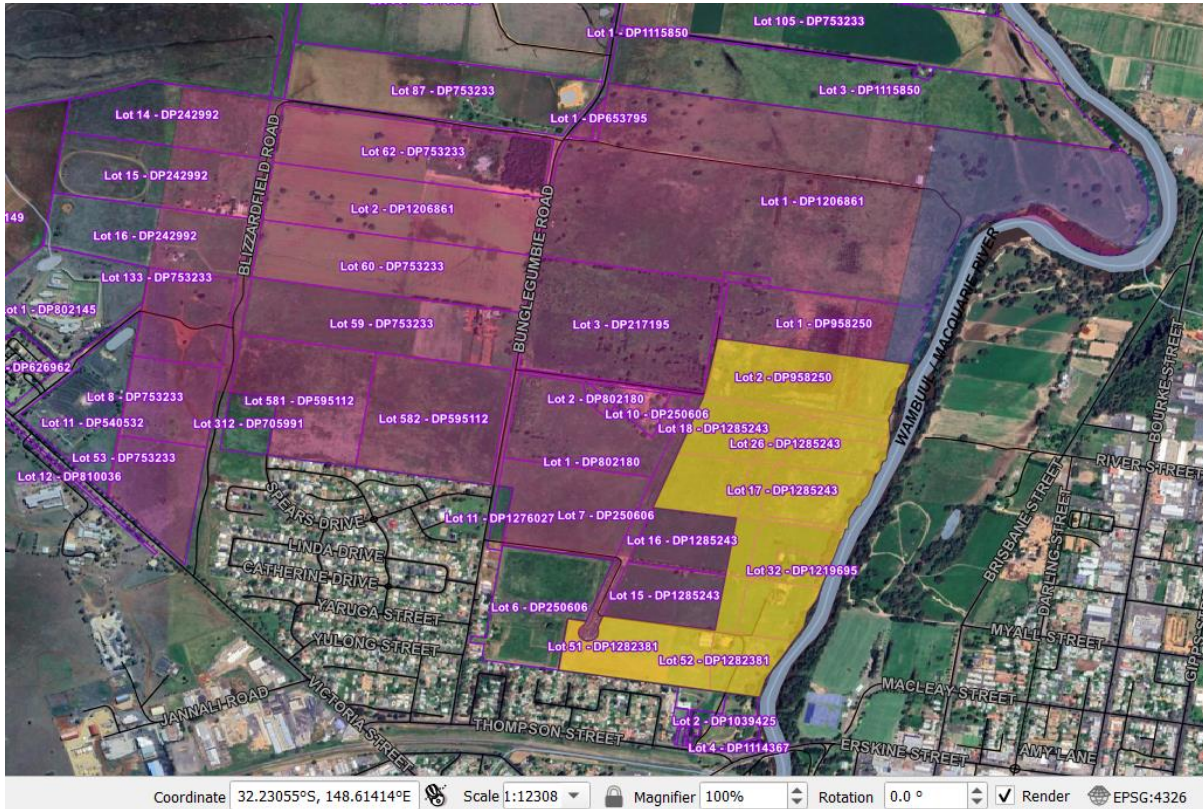 Lot 105 - DP753233
Lot 1 - DP1115850
Lot 87 - DP753233
Lot 3 - DP1115850
Lot 14 - DP242992
Lot 1 - DP653795
Lot 62 - DP753233
BLIZZARDFIELD ROAD
Lot 15 - DP242992
Lot 2 - DP1206861
Lot 1 - DP1206861
149
Lot 16 - DP242992
BUNGLEGUMBIE ROAD
WAMBUUL / MACQUARIE RIVER
Lot 60 - DP753233
Lot 133 - DP753233
Lot 1 - DP802145
Lot 59 - DP753233
Lot 3 - DP217195
Lot 1 - DP958250
- DP626962
Lot 2 - DP958250
Lot 8 - DP753233
Lot 581 - DP595112
Lot 2 - DP802180
Lot 10 - DP250606
BOURKE STREET
Lot 11 - DP540532
Lot 312 - DP705991
Lot 582 - DP595112
Lot 18 - DP1285243
Lot 26 - DP1285243
Lot 53 - DP753233
Lot 1 - DP802180
RIVER STREET
Lot 12 - DP810036
Lot 17 - DP1285243
SPEARS DRIVE
Lot 11 - DP1276027
Lot 7 - DP250606
BRISBANE STREET
DARLING STREET
Lot 16 - DP1285243
LINDA DRIVE
Lot 32 - DP1219695
CATHERINE DRIVE
Lot 15 - DP1285243
YARUGA STREET
Lot 6 - DP250606
MYALL STREET
YULONG STREET
Lot 51 - DP1282381
Lot 52 - DP1282381
MACLEAY STREET
JANNALI ROAD
VICTORIA STREET
THOMPSON STREET
Lot 2 - DP1039425
Lot 4 - DP1114367
ERSKINE STREET
AMY LANE
Coordinate 32.23055°S, 148.61414°E Scale 1:12308 Magnifier 100% Rotation 0.0 ° Render EPSG:4326